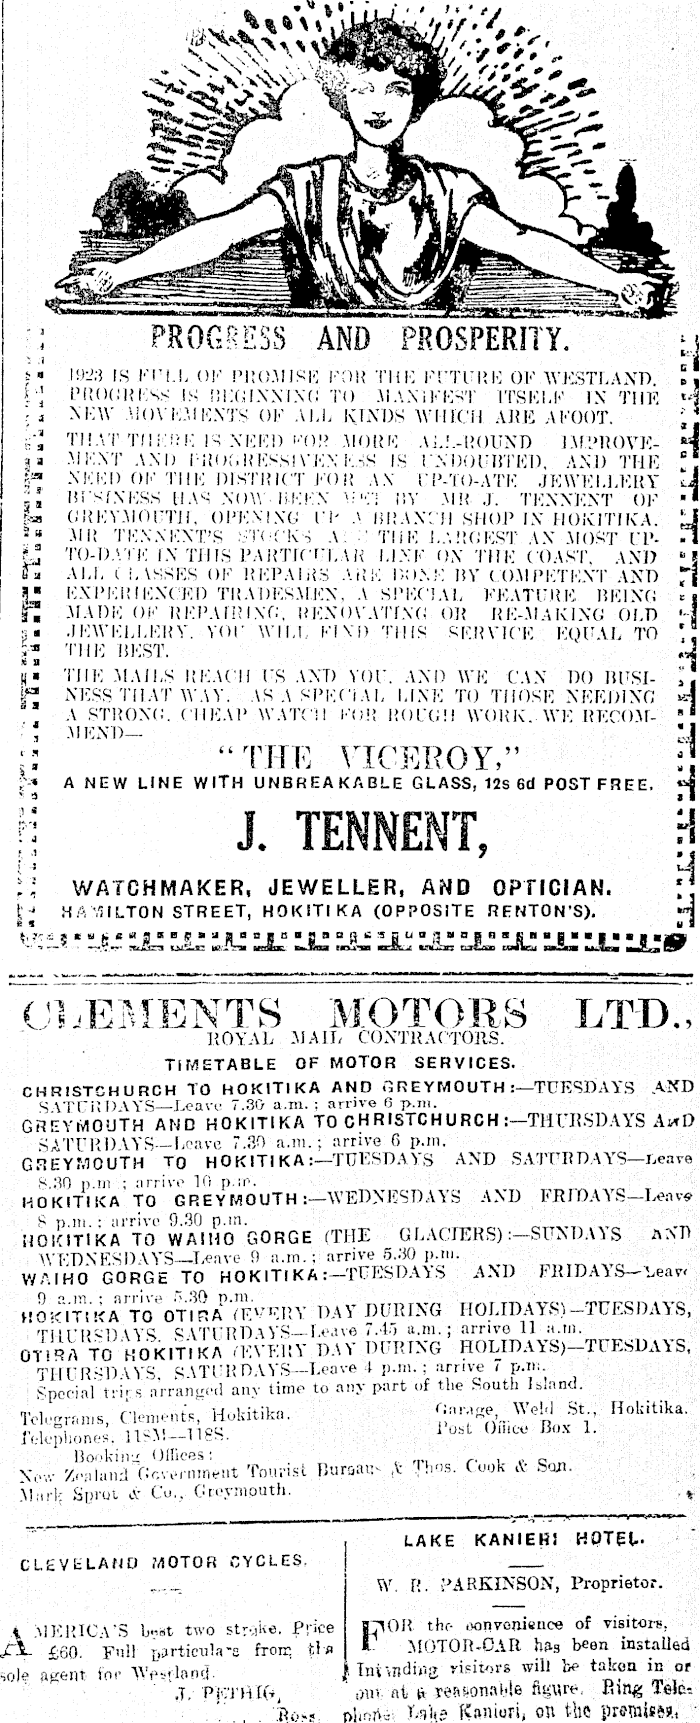 PROGRESS AND PROSPERITY.
1923 IS FULL OF PROMISE FOR THE FUTURE OF WESTLAND.
PROGRESS IS BEGINNING TO MANIFEST ITSELF IN THE
NEW MOVEMENTS OF ALL KINDS WHICH ARE AFOOT.
THAT THERE IS NEED FOR MORE ALL-ROUND IMPROVE-
MENT AND PROGRESSIVENESS IS UNDOUBTED, AND THE
NEED OF THE DISTRICT FOR AN UP-TO-ATE JEWELLERY
BUSINESS HAS NOW BEEN MET BY MR J. TENNENT OF
GREYMOUTH, OPENING UP A BRANCH SHOP IN HOKITIKA.
MR TENNENT'S STOCKS ARE THE LARGEST AN MOST UP-
TO-DATE IN THIS PARTICULAR LINE ON THE COAST, AND
ALL CLASSES OF REPAIRS ARE DONE BY COMPETENT AND
EXPERIENCED TRADESMEN, A SPECIAL FEATURE BEING
MADE OF REPAIRING, RENOVATING OR RE-MAKING OLD
JEWELLERY. YOU WILL FIND THIS SERVICE EQUAL TO
THE BEST.
THE MAILS REACH US AND YOU, AND WE CAN DO BUSI-
NESS THAT WAY. AS A SPECIAL LINE TO THOSE NEEDING
A STRONG, CHEAP WATCH FOR ROUGH WORK, WE RECOM-
MEND—
"THE VICEROY,"
A NEW LINE WITH UNBREAKABLE GLASS, 12s 6d POST FREE.
J. TENNENT,
WATCHMAKER, JEWELLER, AND OPTICIAN.
HAMILTON STREET, HOKITIKA (OPPOSITE RENTON'S).
CLEMENTS MOTORS LTD.,
ROYAL MAIL CONTRACTORS.
TIMETABLE OF MOTOR SERVICES.
CHRISTCHURCH TO HOKITIKA AND GREYMOUTH:—TUESDAYS AND
SATURDAYS—Leave 7.30 a.m.; arrive 6 p.m.
GREYMOUTH AND HOKITIKA TO CHRISTCHURCH:—THURSDAYS AND
SATURDAYS—Leave 7.30 a.m.; arrive 6 p.m.
GREYMOUTH TO HOKITIKA:—TUESDAYS AND SATURDAYS—Leave
8.30 p.m.; arrive 10 p.m.
HOKITIKA TO GREYMOUTH:—WEDNESDAYS AND FRIDAYS—Leave
8 p.m.; arrive 9.30 p.m.
HOKITIKA TO WAIHO GORGE (THE GLACIERS):—SUNDAYS AND
WEDNESDAYS—Leave 9 a.m.; arrive 5.30 p.m.
WAIHO GORGE TO HOKITIKA:—TUESDAYS AND FRIDAYS—Leave
9 a.m.; arrive 5.30 p.m.
HOKITIKA TO OTIRA (EVERY DAY DURING HOLIDAYS)—TUESDAYS,
THURSDAYS, SATURDAYS—Leave 7.45 a.m.; arrive 11 a.m.
OTIRA TO HOKITIKA (EVERY DAY DURING HOLIDAYS)—TUESDAYS,
THURSDAYS, SATURDAYS—Leave 4 p.m.; arrive 7 p.m.
Special trips arranged any time to any part of the South Island.
Telegrams, Clements, Hokitika. Garage, Weld St., Hokitika.
Telephones, 118M—118S. Post Office Box 1.
Booking Offices:
New Zealand Government Tourist Bureaus & Thos. Cook & Son.
Mark Sprot & Co., Greymouth.
CLEVELAND MOTOR CYCLES.
AMERICA'S best two stroke. Price
£60. Full particulars from the
sole agent for Westland.
J. PETHIG,
Ross.
LAKE KANIERI HOTEL.
W. R. PARKINSON, Proprietor.
FOR the convenience of visitors,
MOTOR-CAR has been installed
Intending visitors will be taken in or
out at a reasonable figure. Ring Tele-
phone Lake Kanieri, on the premises.